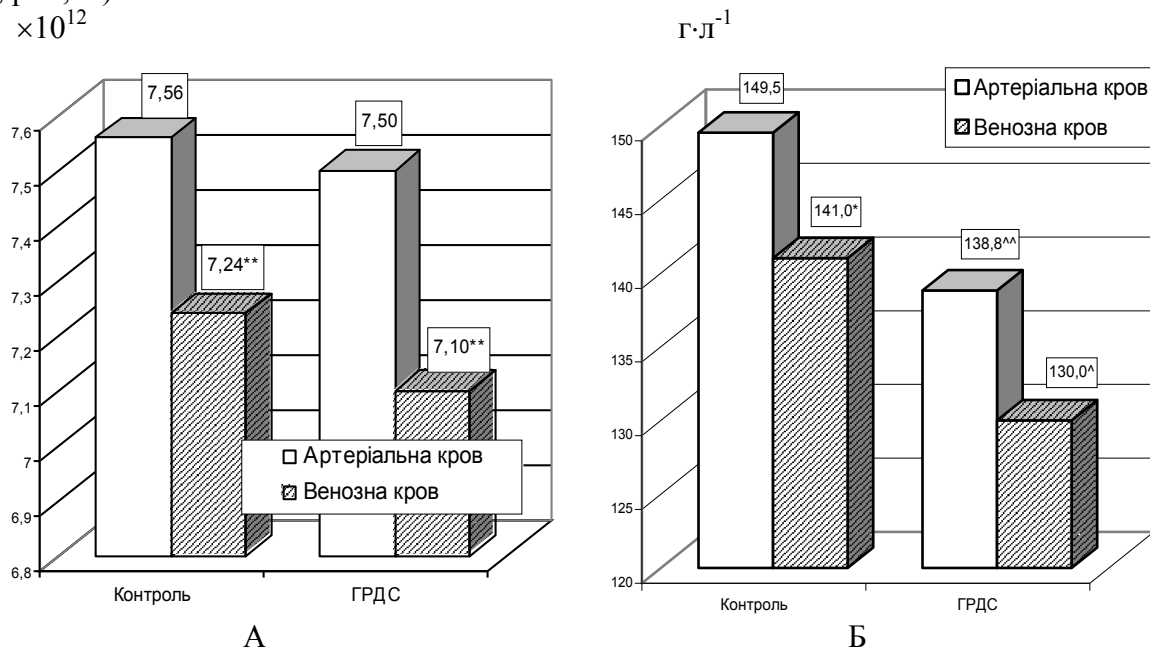 ×10¹²
г·л⁻¹
7,56
7,50
7,24**
7,10**
7,6
7,5
7,4
7,3
7,2
7,1
7
6,9
6,8
Артеріальна кров
Венозна кров
Контроль
ГРДС
А
149,5
141,0*
138,8^^
130,0^
150
145
140
135
130
125
120
Артеріальна кров
Венозна кров
Контроль
ГРДС
Б